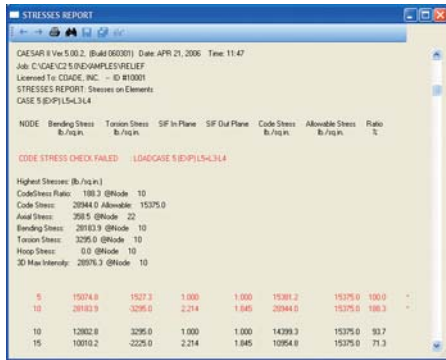 STRESSES REPORT
CAESAR II Ver.5.00.2, (Build 060301) Date: APR 21, 2006 Time: 11:47
Job: C:\CAE\C2 5.0\EXAMPLES\RELIEF
Licensed To: COADE, INC. -- ID #10001
STRESSES REPORT: Stresses on Elements
CASE 5 (EXP) L5=L3-L4
NODE Bending Stress Torsion Stress SIF In Plane SIF Out Plane Code Stress Allowable Stress Ratio
lb./sq.in. lb./sq.in. lb./sq.in. lb./sq.in. %
CODE STRESS CHECK FAILED : LOADCASE 5 (EXP) L5=L3-L4
Highest Stresses: (lb./sq.in.)
CodeStress Ratio: 188.3 @Node 10
Code Stress: 28944.0 Allowable: 15375.0
Axial Stress: 358.5 @Node 22
Bending Stress: 28183.9 @Node 10
Torsion Stress: 3295.0 @Node 10
Hoop Stress: 0.0 @Node 10
3D Max Intensity: 28976.3 @Node 10
5 15074.8 1527.3 1.000 1.000 15381.2 15375.0 100.0 *
10 28183.9 -3295.0 2.214 1.845 28944.0 15375.0 188.3 *
10 12802.8 3295.0 1.000 1.000 14399.3 15375.0 93.7
15 10010.2 -2225.0 2.214 1.845 10954.8 15375.0 71.3